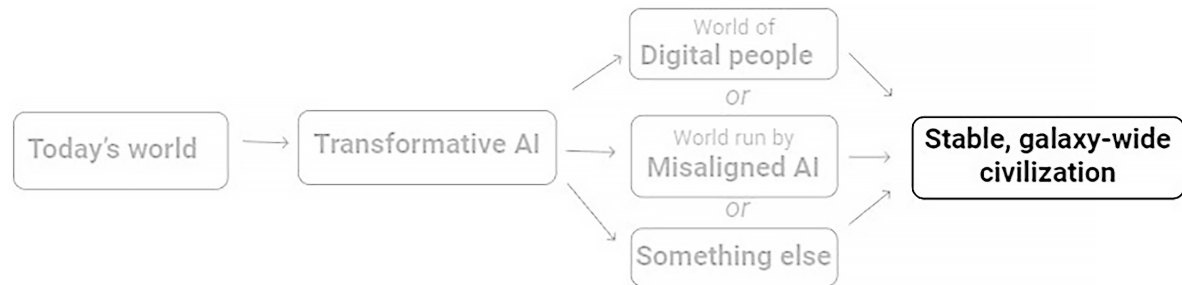 Today's world
Transformative AI
World of
Digital people
or
World run by
Misaligned AI
or
Something else
Stable, galaxy-wide
civilization